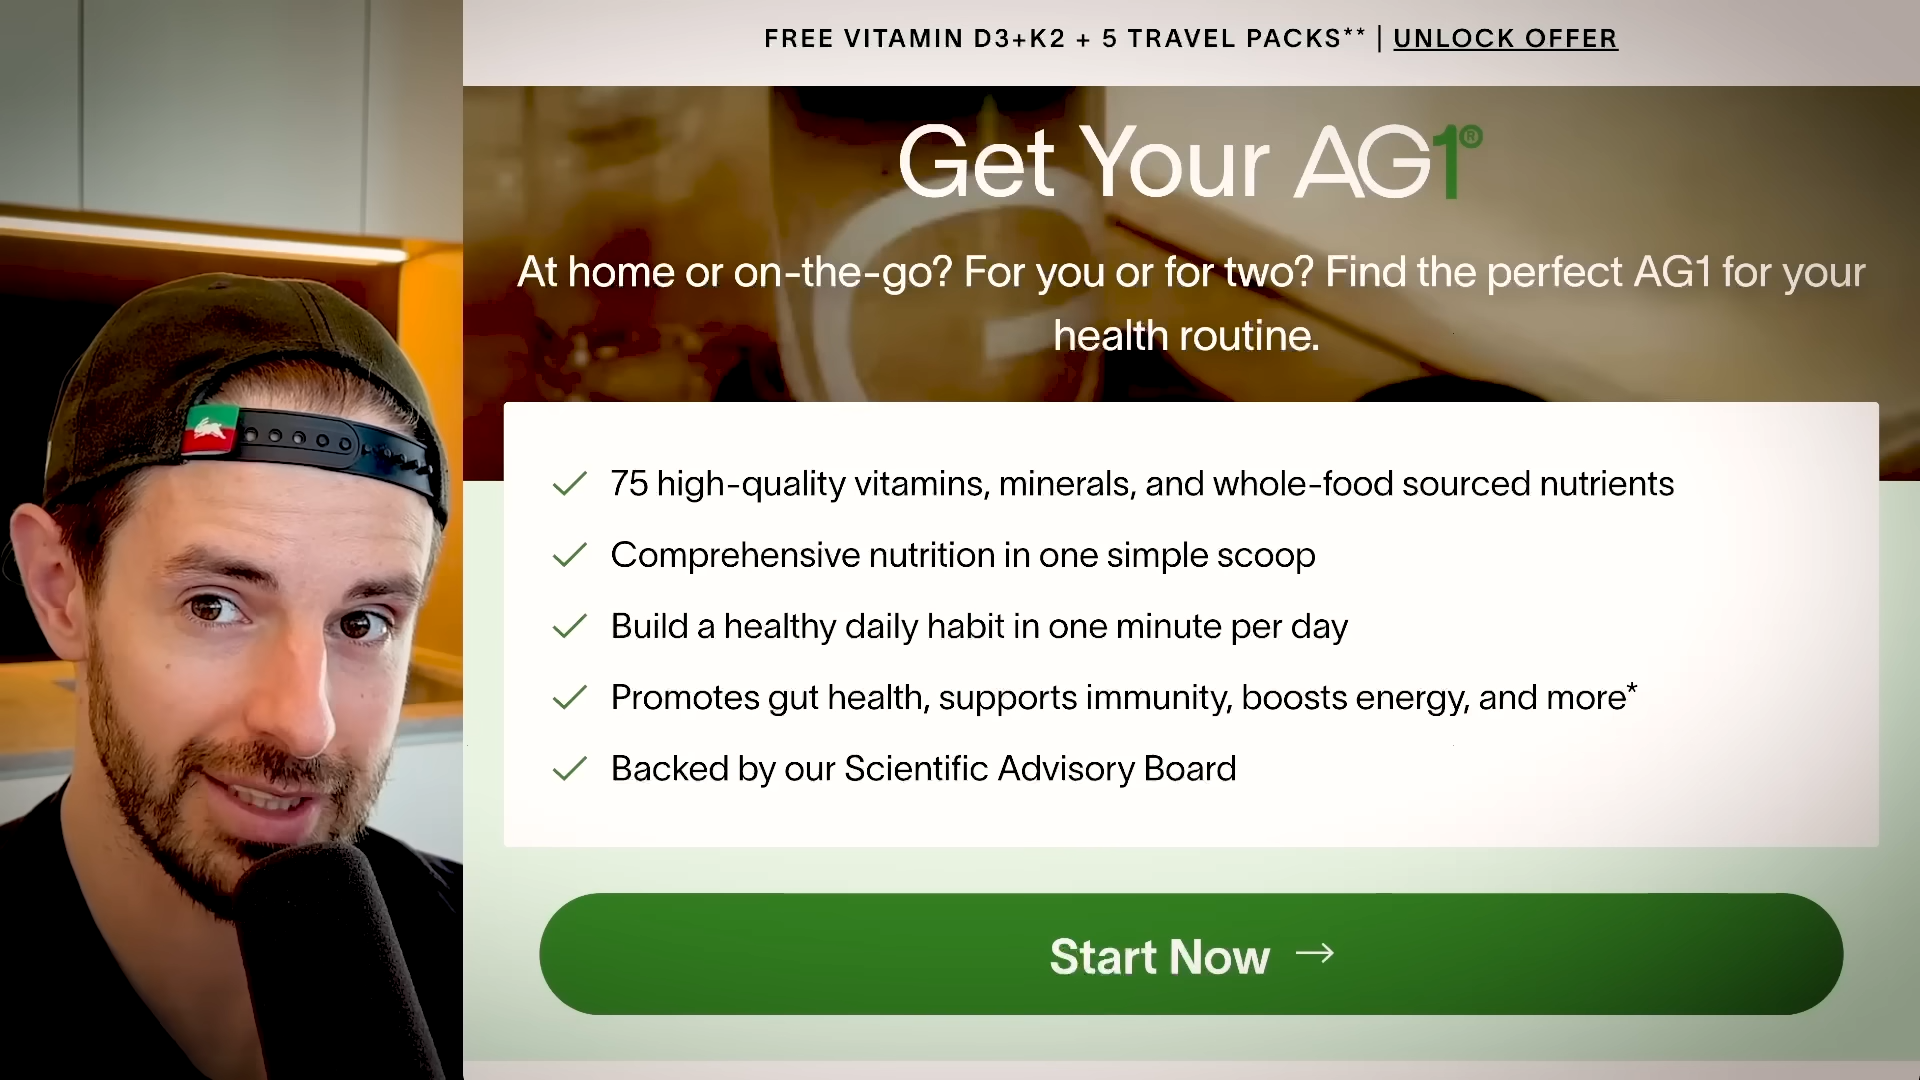 FREE VITAMIN D3+K2 + 5 TRAVEL PACKS** | UNLOCK OFFER
Get Your AG1®
At home or on-the-go? For you or for two? Find the perfect AG1 for your
health routine.
75 high-quality vitamins, minerals, and whole-food sourced nutrients
Comprehensive nutrition in one simple scoop
Build a healthy daily habit in one minute per day
Promotes gut health, supports immunity, boosts energy, and more*
Backed by our Scientific Advisory Board
Start Now →